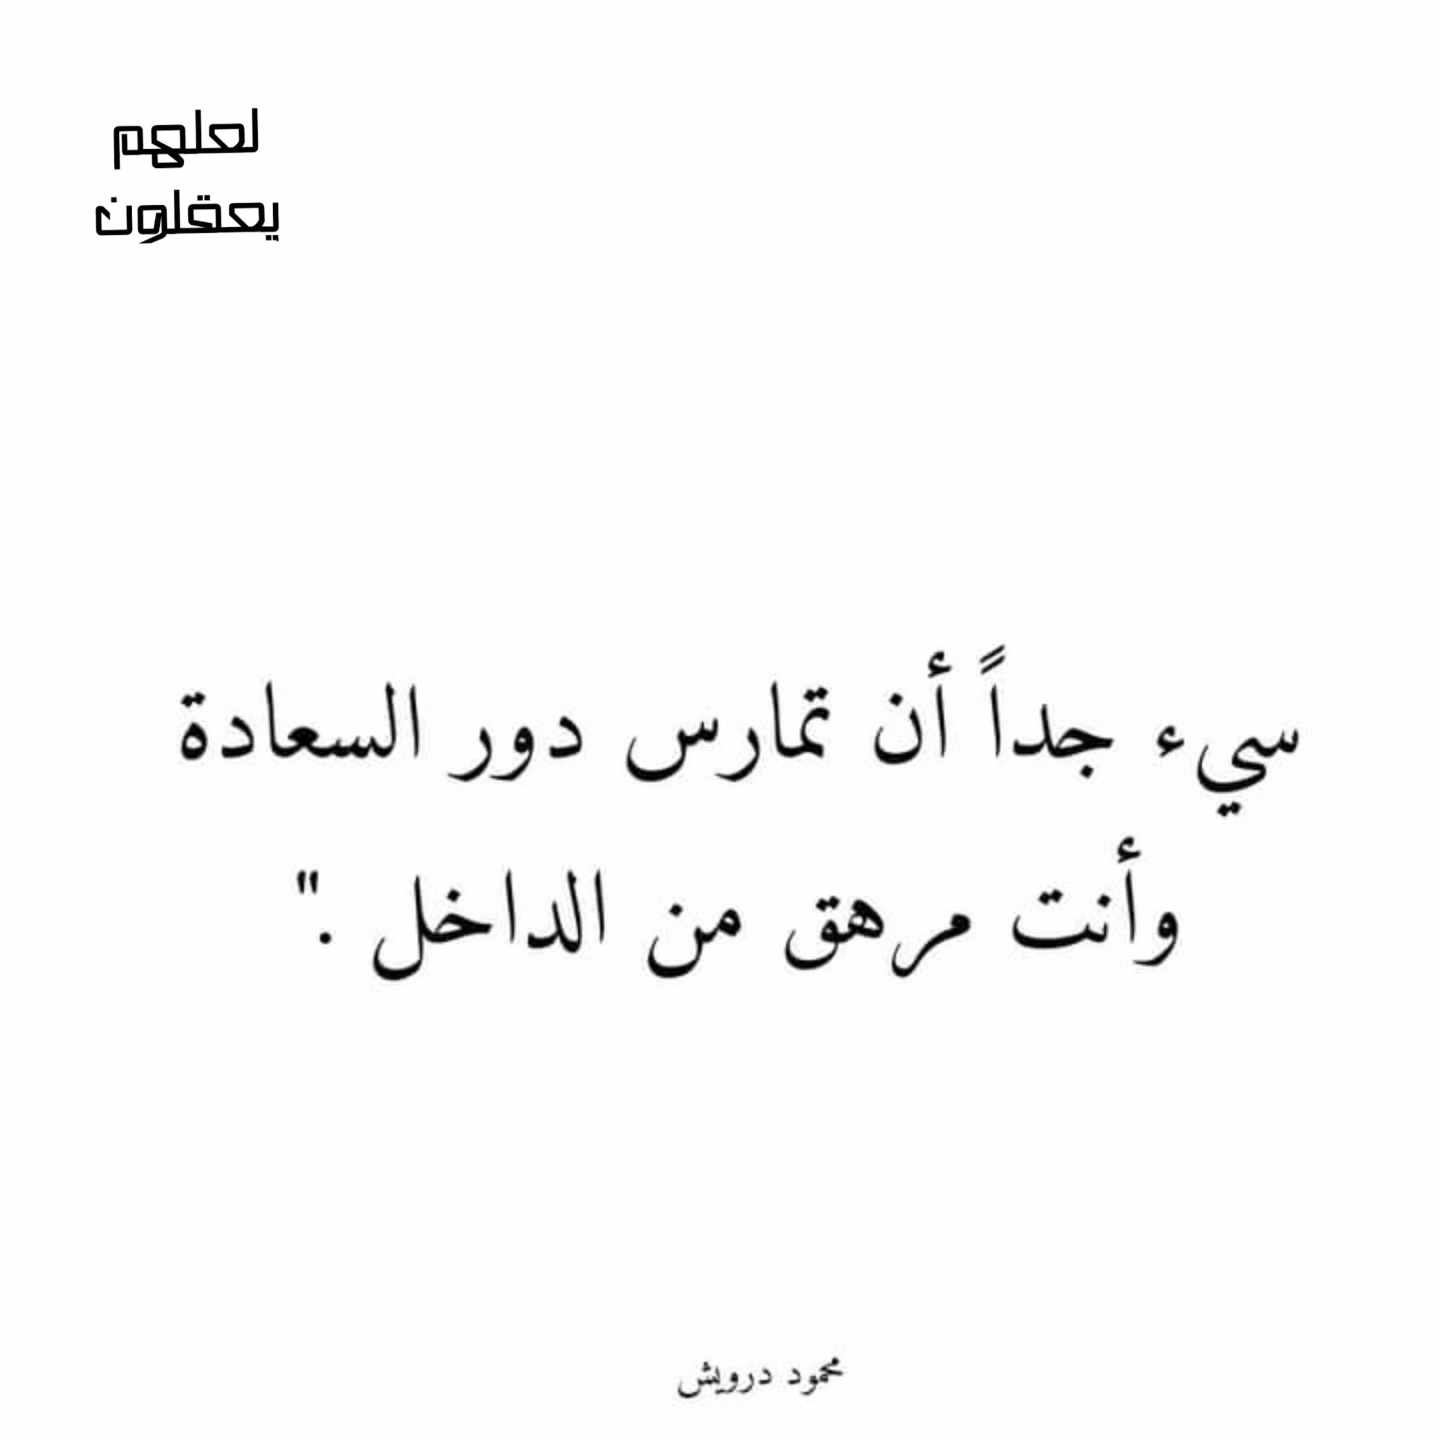 لعلهم
يعقلون
سيء جداً أن تمارس دور السعادة
وأنت مرهق من الداخل ."
محمود درويش